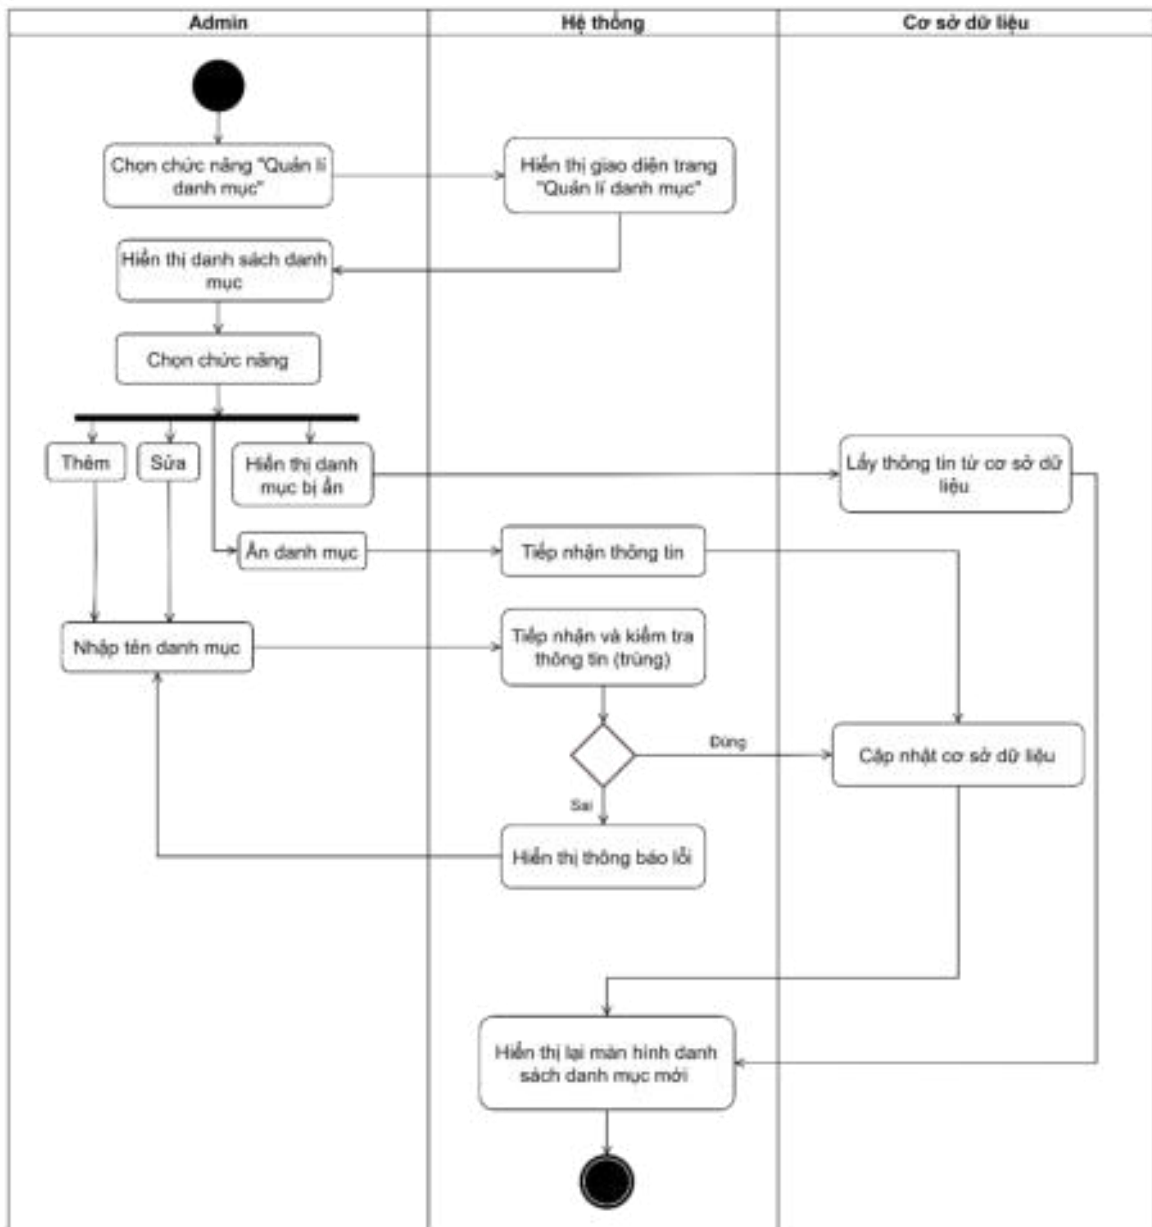 Admin
Hệ thống
Cơ sở dữ liệu
Chọn chức năng "Quản lí
danh mục"
Hiển thị giao diện trang
"Quản lí danh mục"
Hiển thị danh sách danh
mục
Chọn chức năng
Thêm
Sửa
Hiển thị danh
mục bị ẩn
Lấy thông tin từ cơ sở dữ
liệu
Ẩn danh mục
Tiếp nhận thông tin
Nhập tên danh mục
Tiếp nhận và kiểm tra
thông tin (trùng)
Đúng
Cập nhật cơ sở dữ liệu
Sai
Hiển thị thông báo lỗi
Hiển thị lại màn hình danh
sách danh mục mới